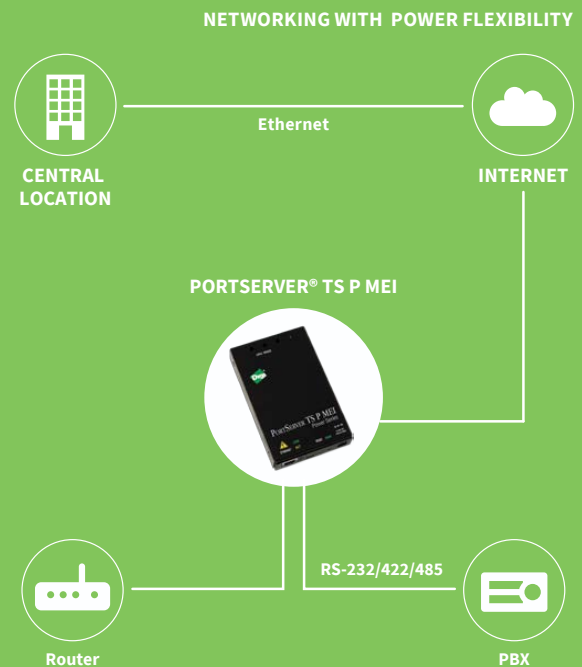 NETWORKING WITH POWER FLEXIBILITY
Ethernet
CENTRAL
LOCATION
INTERNET
PORTSERVER® TS P MEI
Digi
PORTSERVER TS P MEI
Power Series
RS-232/422/485
Router
PBX